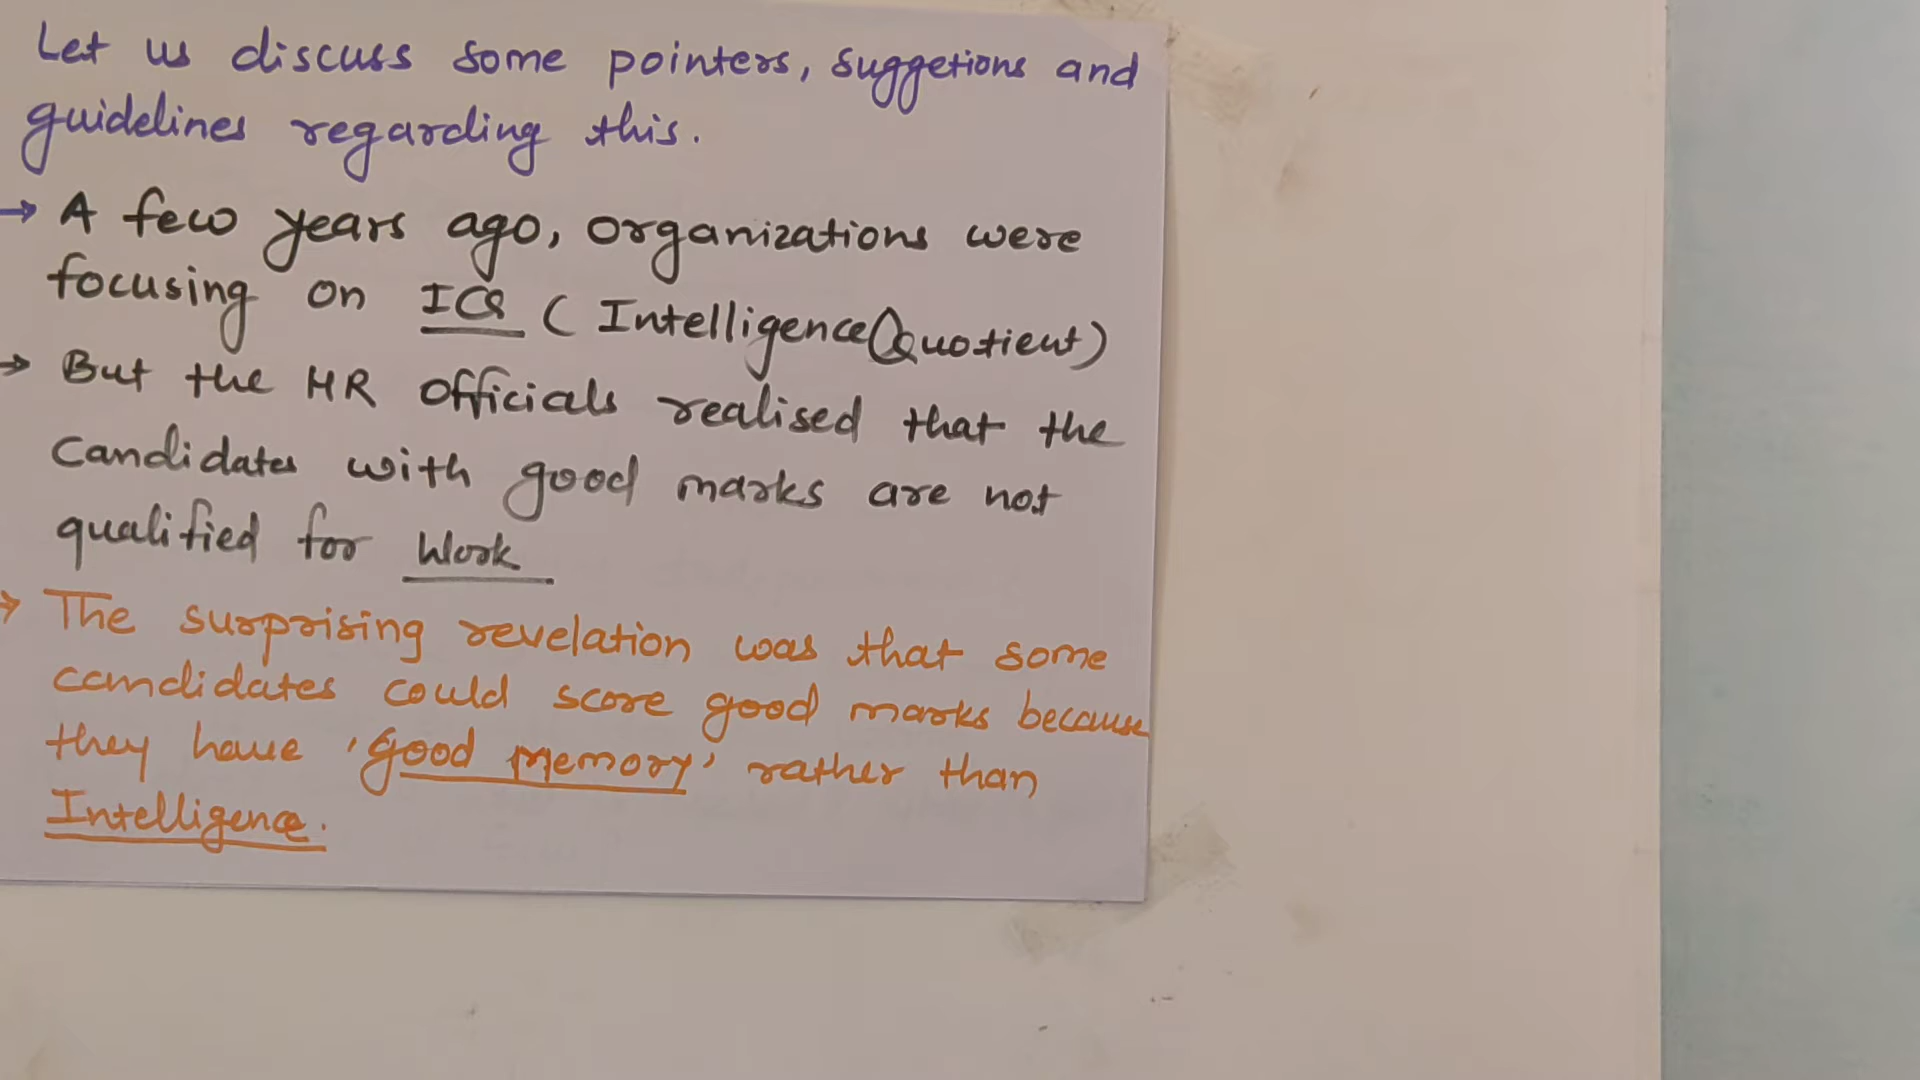 Let us discuss some pointers, suggetions and
guidelines regarding this.
→ A few years ago, organizations were
focusing on ICQ ( Intelligence Quotient)
→ But the HR officials realised that the
candidates with good marks are not
qualified for Work
→ The surprising revelation was that some
candidates could score good marks because
they have 'good memory' rather than
Intelligence.